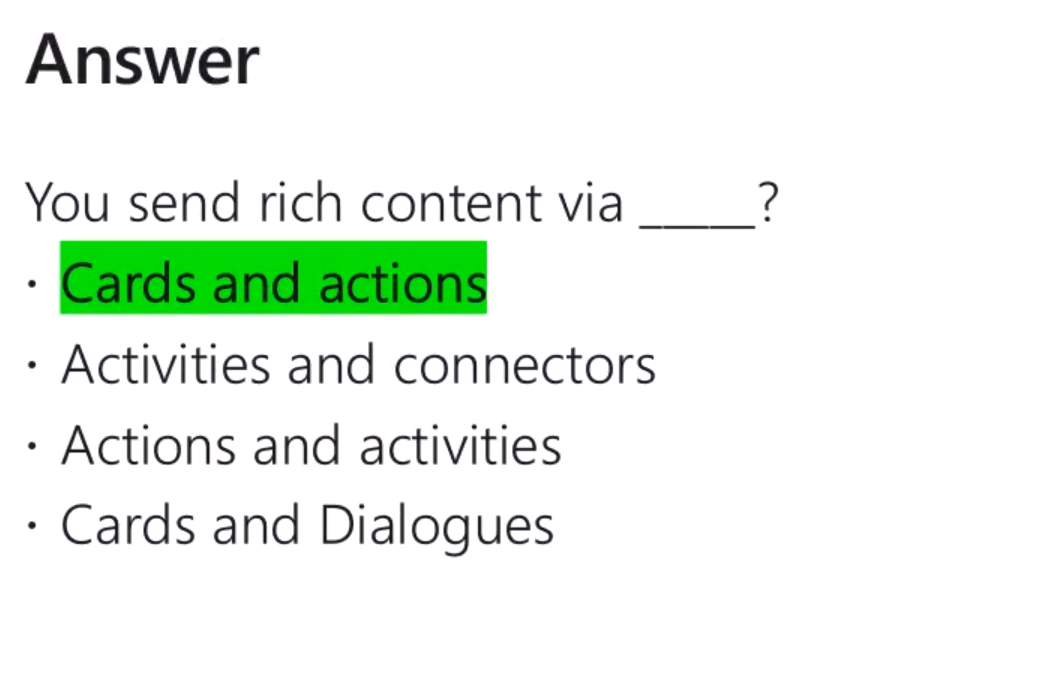 Answer
You send rich content via _____?
· Cards and actions
· Activities and connectors
· Actions and activities
· Cards and Dialogues